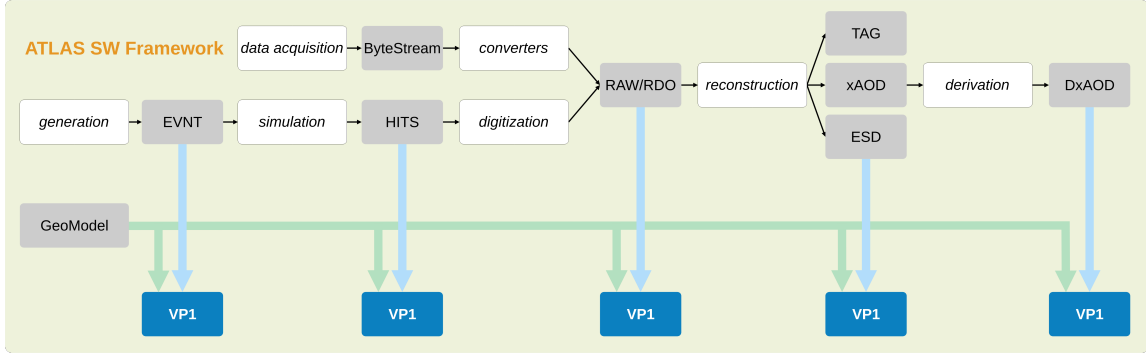 ATLAS SW Framework
data acquisition
ByteStream
converters
generation
EVNT
simulation
HITS
digitization
RAW/RDO
reconstruction
TAG
xAOD
ESD
derivation
DxAOD
GeoModel
VP1
VP1
VP1
VP1
VP1